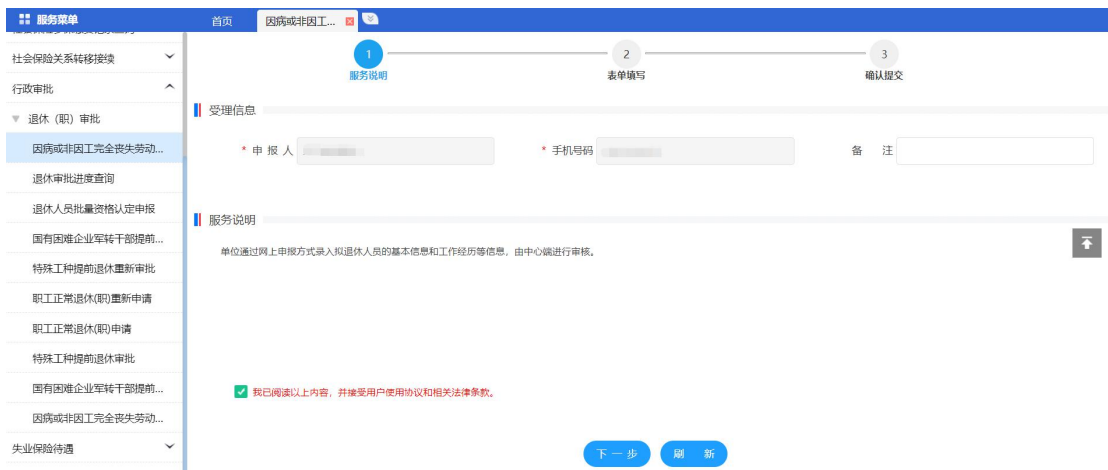 服务菜单
首页
因病或非因工...
社会保险关系转移接续
行政审批
退休（职）审批
因病或非因工完全丧失劳动...
退休审批进度查询
退休人员批量资格认定申报
国有困难企业军转干部提前...
特殊工种提前退休重新审批
职工正常退休(职)重新申请
职工正常退休(职)申请
特殊工种提前退休审批
国有困难企业军转干部提前...
因病或非因工完全丧失劳动...
失业保险待遇
1
服务说明
2
表单填写
3
确认提交
受理信息
* 申 报 人
* 手机号码
备 注
服务说明
单位通过网上申报方式录入拟退休人员的基本信息和工作经历等信息，由中心端进行审核。
我已阅读以上内容，并接受用户使用协议和相关法律条款。
下 一 步
刷 新